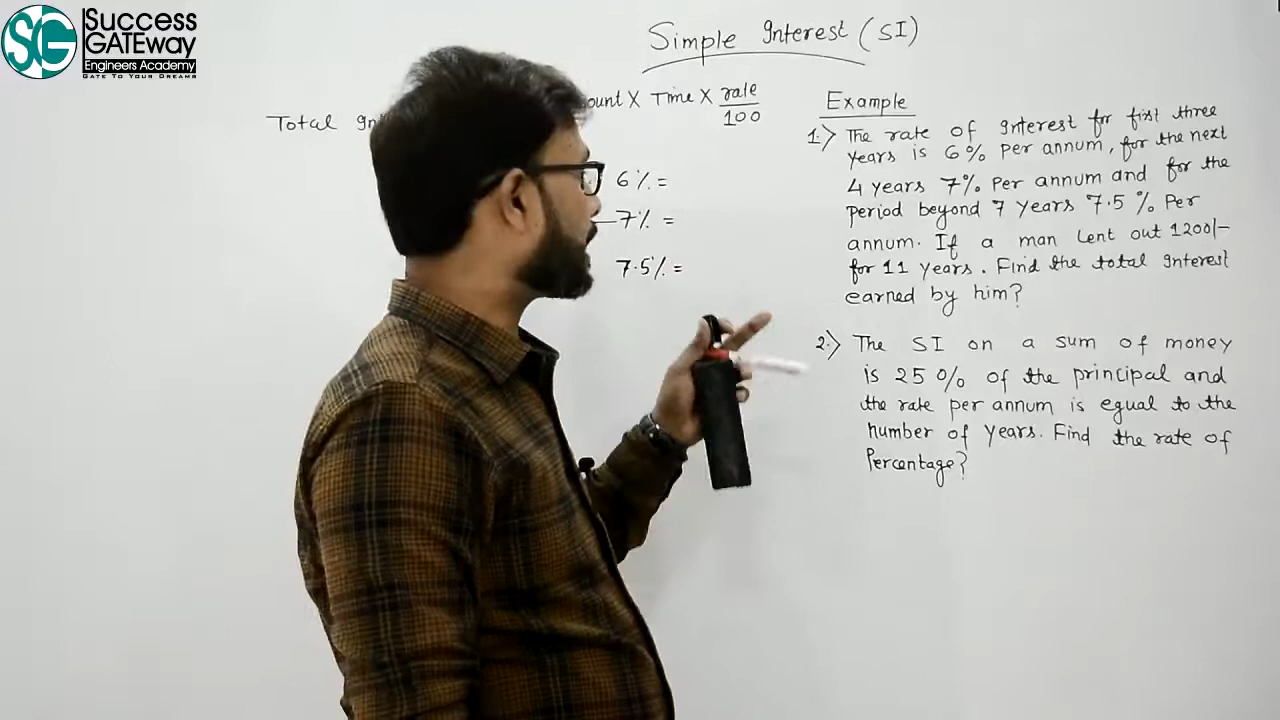 Success
GATEway
Engineers Academy
GATE TO YOUR DREAMS
Simple Interest (SI)
Total × Time × rate
100
6% =
7% =
7.5% =
Example
1.> The rate of Interest for first three
years is 6% Per annum, for the next
4 years 7% Per annum and for the
period beyond 7 years 7.5 % Per
annum. If a man lent out 1200/-
for 11 years. Find the total interest
earned by him?
2.> The SI on a sum of money
is 25% of the principal and
the rate per annum is equal to the
number of years. Find the rate of
Percentage?